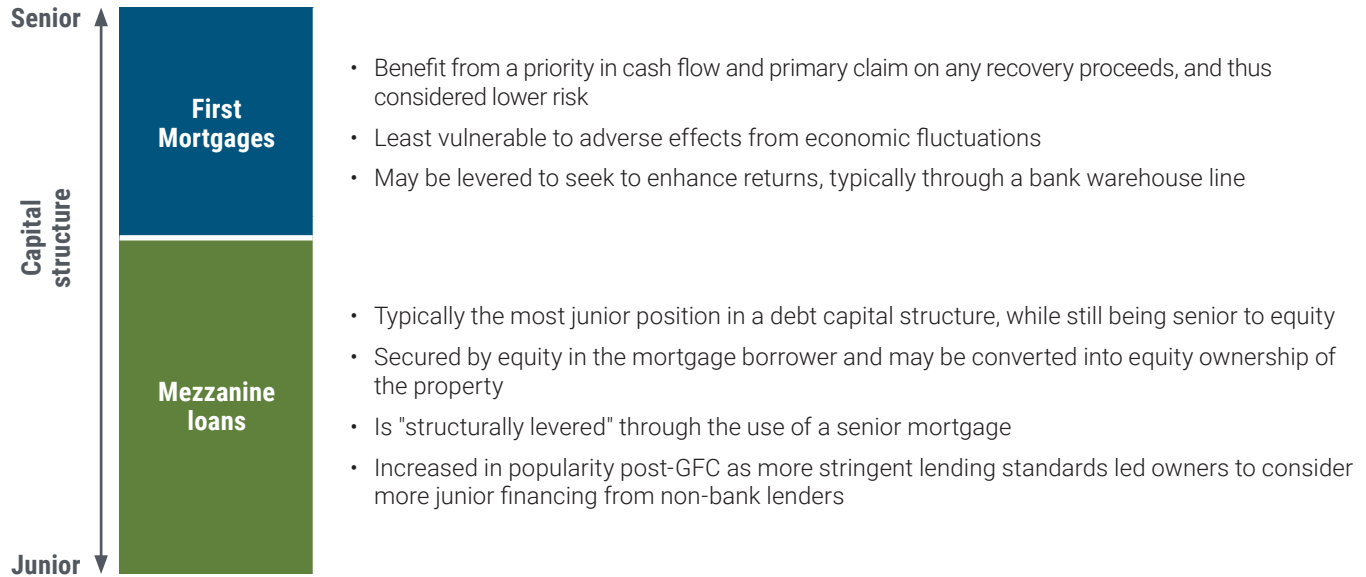 Senior
Capital
structure
Junior
First
Mortgages
• Benefit from a priority in cash flow and primary claim on any recovery proceeds, and thus
considered lower risk
• Least vulnerable to adverse effects from economic fluctuations
• May be levered to seek to enhance returns, typically through a bank warehouse line
Mezzanine
loans
• Typically the most junior position in a debt capital structure, while still being senior to equity
• Secured by equity in the mortgage borrower and may be converted into equity ownership of
the property
• Is "structurally levered" through the use of a senior mortgage
• Increased in popularity post-GFC as more stringent lending standards led owners to consider
more junior financing from non-bank lenders